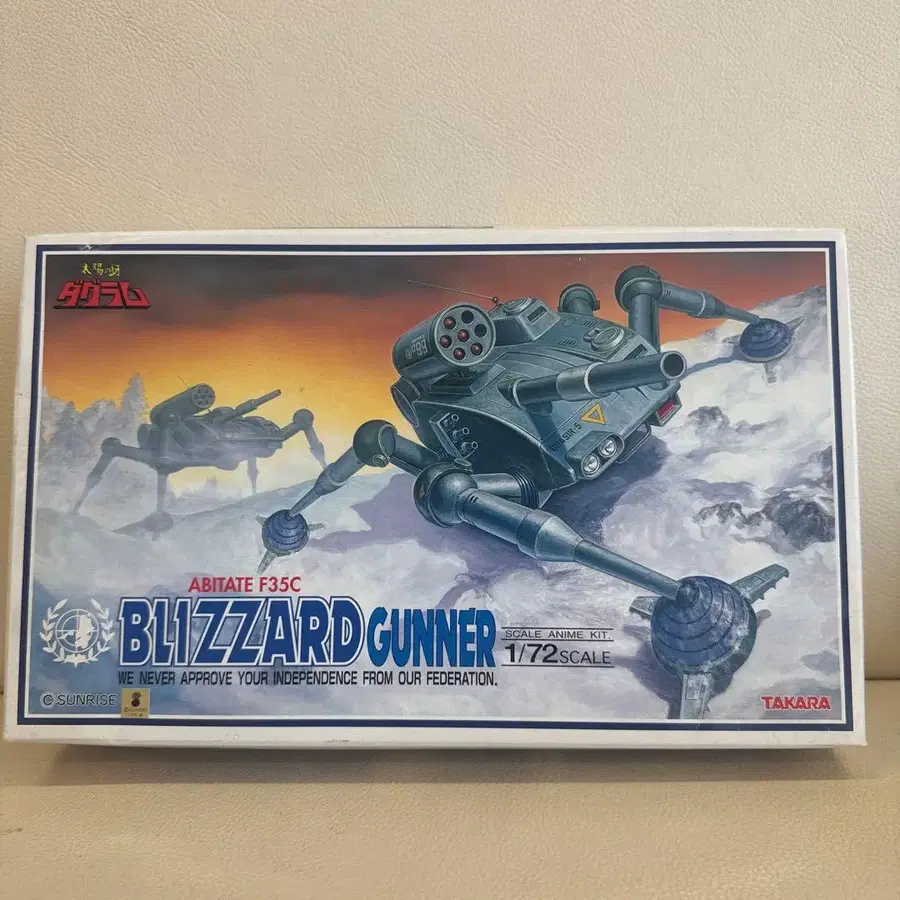 太陽の牙
ダグラム
ABITATE F35C
BLIZZARD GUNNER
SCALE ANIME KIT.
1/72 SCALE
WE NEVER APPROVE YOUR INDEPENDENCE FROM OUR FEDERATION.
© SUNRISE
TAKARA